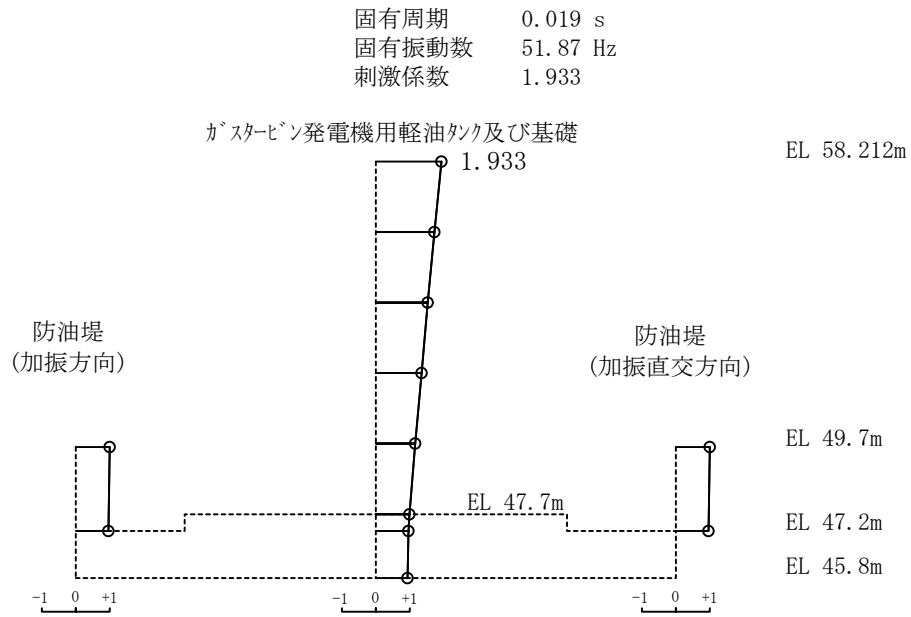 固有周期 0.019 s
固有振動数 51.87 Hz
刺激係数 1.933
ｶﾞｽﾀｰﾋﾞﾝ発電機用軽油ﾀﾝｸ及び基礎
1.933
EL 58.212m
防油堤
(加振方向)
防油堤
(加振直交方向)
EL 49.7m
EL 47.7m
EL 47.2m
EL 45.8m
-1 0 +1
-1 0 +1
-1 0 +1